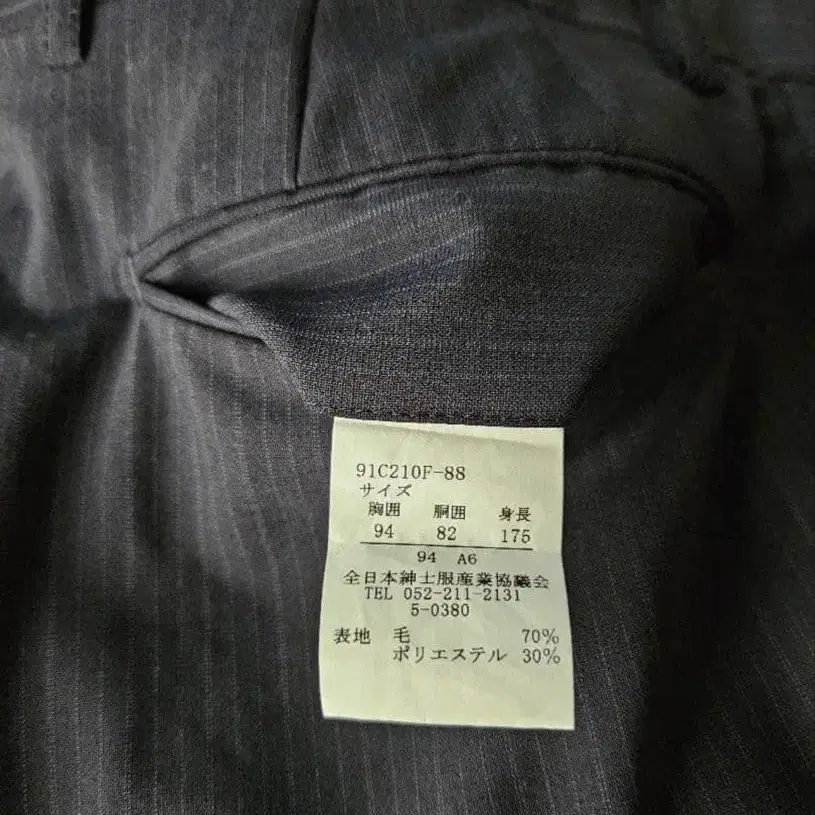 91C210F-88
サイズ
胸囲 胴囲 身長
94 82 175
94 A6
全日本紳士服産業協議会
TEL 052-211-2131
5-0380
表地 毛 70%
ポリエステル 30%